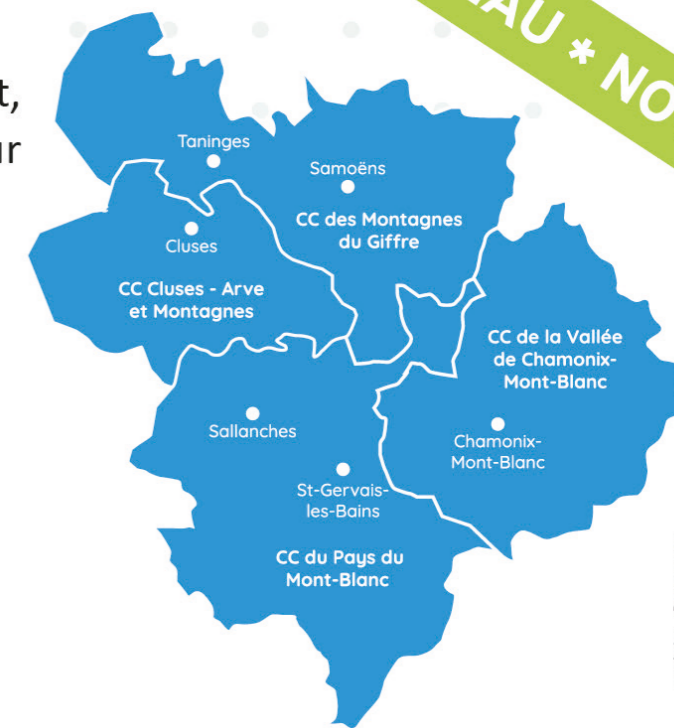 EAU * NO
t,
ur
Taninges
Samoëns
CC des Montagnes
du Giffre
Cluses
CC Cluses - Arve
et Montagnes
CC de la Vallée
de Chamonix-
Mont-Blanc
Sallanches
Chamonix-
Mont-Blanc
St-Gervais-
les-Bains
CC du Pays du
Mont-Blanc